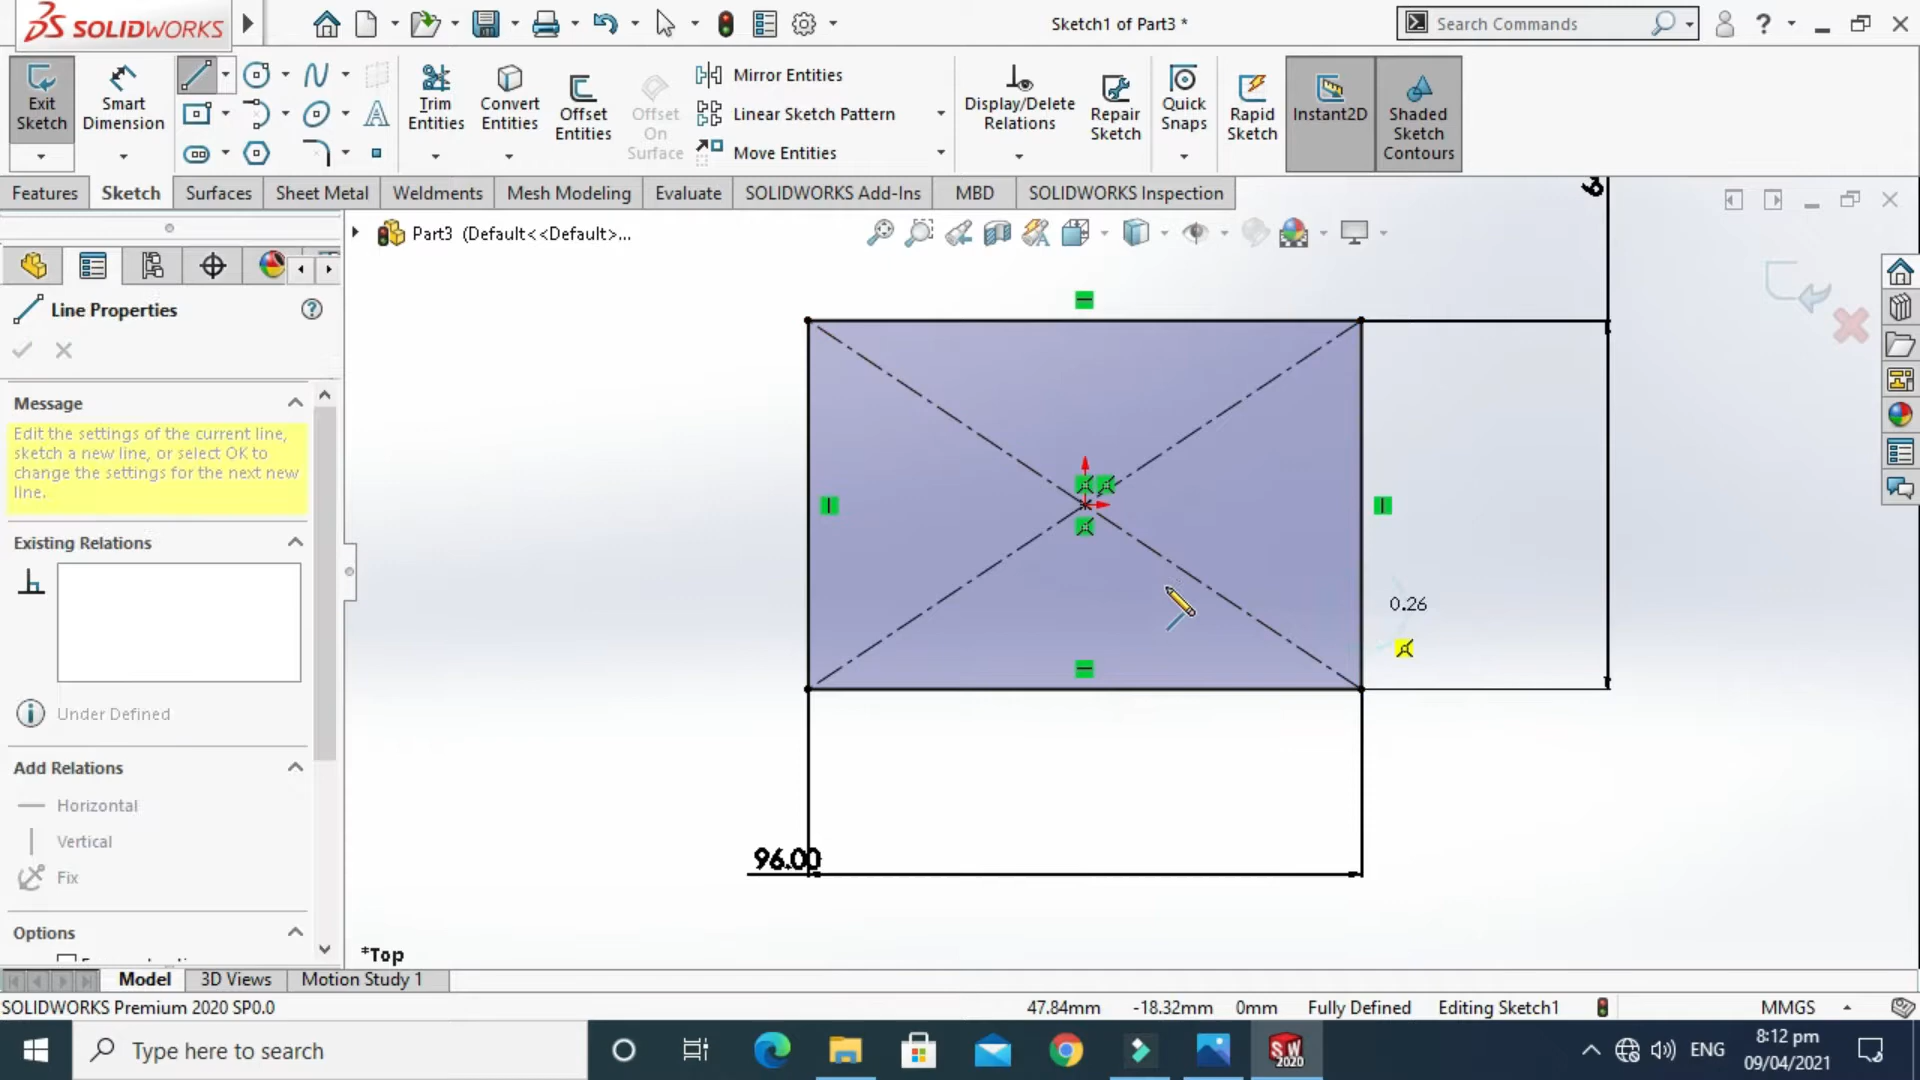 SOLIDWORKS
Sketch1 of Part3 *
Search Commands
Exit Sketch
Smart Dimension
Trim Entities
Convert Entities
Offset Entities
Offset On Surface
Mirror Entities
Linear Sketch Pattern
Move Entities
Display/Delete Relations
Repair Sketch
Quick Snaps
Rapid Sketch
Instant2D
Shaded Sketch Contours
Features
Sketch
Surfaces
Sheet Metal
Weldments
Mesh Modeling
Evaluate
SOLIDWORKS Add-Ins
MBD
SOLIDWORKS Inspection
Part3 (Default<<Default>...
Line Properties
Message
Edit the settings of the current line,
sketch a new line, or select OK to
change the settings for the next new
line.
Existing Relations
Under Defined
Add Relations
Horizontal
Vertical
Fix
Options
0.26
96.00
*Top
Model
3D Views
Motion Study 1
SOLIDWORKS Premium 2020 SP0.0
47.84mm
-18.32mm
0mm
Fully Defined
Editing Sketch1
MMGS
Type here to search
SW
2020
ENG
8:12 pm
09/04/2021